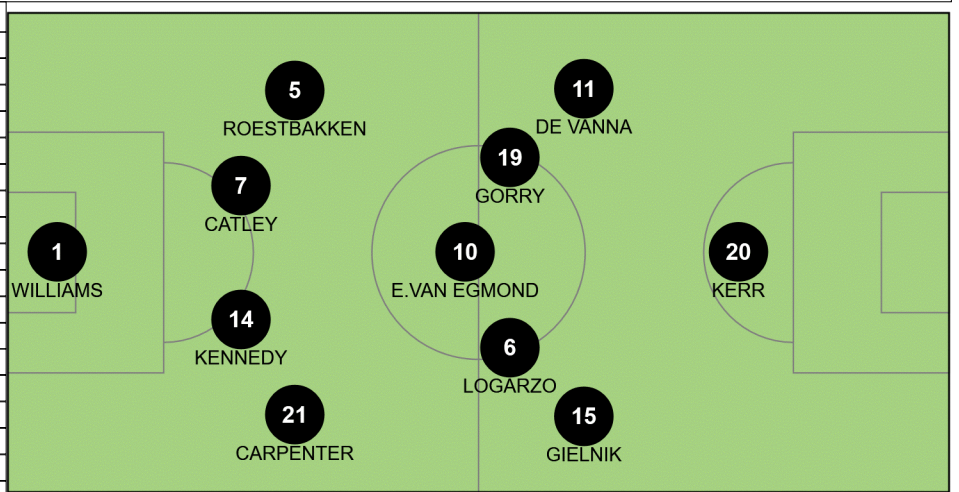 5
ROESTBAKKEN
11
DE VANNA
19
GORRY
7
CATLEY
1
WILLIAMS
10
E.VAN EGMOND
20
KERR
14
KENNEDY
6
LOGARZO
21
CARPENTER
15
GIELNIK